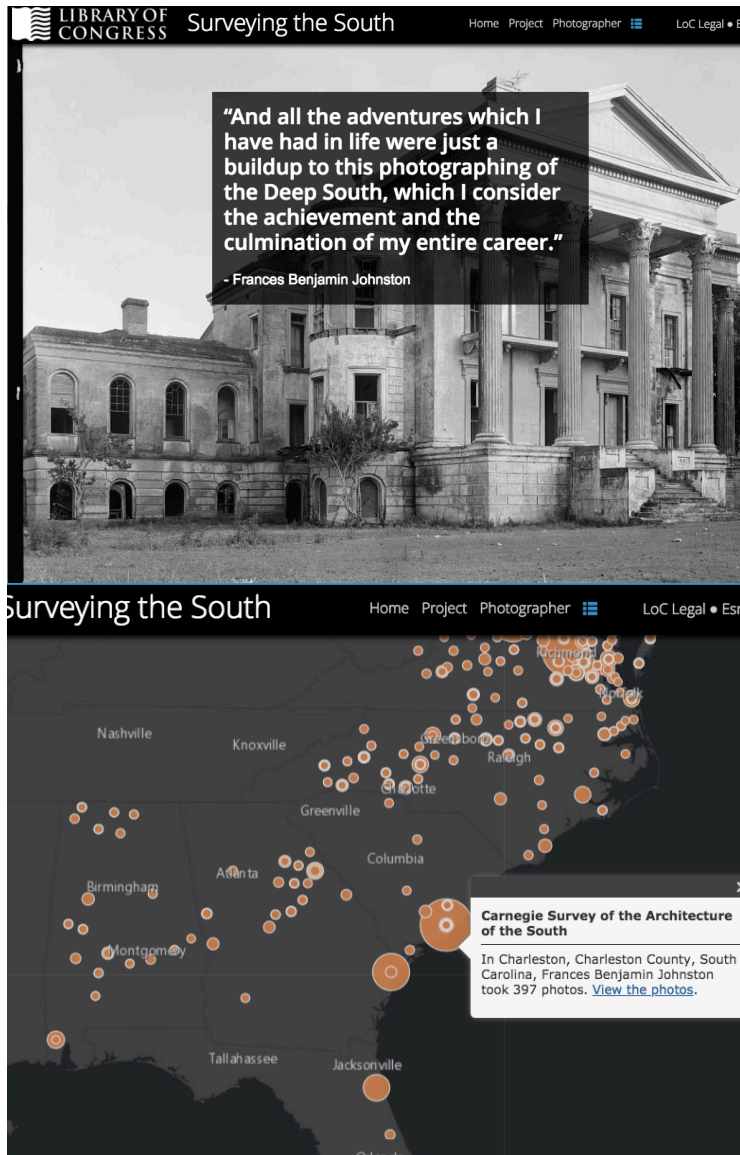 LIBRARY OF
CONGRESS
Surveying the South
Home Project Photographer
LoC Legal ● E
“And all the adventures which I
have had in life were just a
buildup to this photographing of
the Deep South, which I consider
the achievement and the
culmination of my entire career.”
- Frances Benjamin Johnston
Surveying the South
Home Project Photographer
LoC Legal ● Esr
Richmond
Norfolk
Nashville
Knoxville
Greensboro
Raleigh
Charlotte
Greenville
Columbia
Atlanta
Birmingham
Montgomery
Carnegie Survey of the Architecture
of the South
In Charleston, Charleston County, South
Carolina, Frances Benjamin Johnston
took 397 photos. View the photos.
Tallahassee
Jacksonville